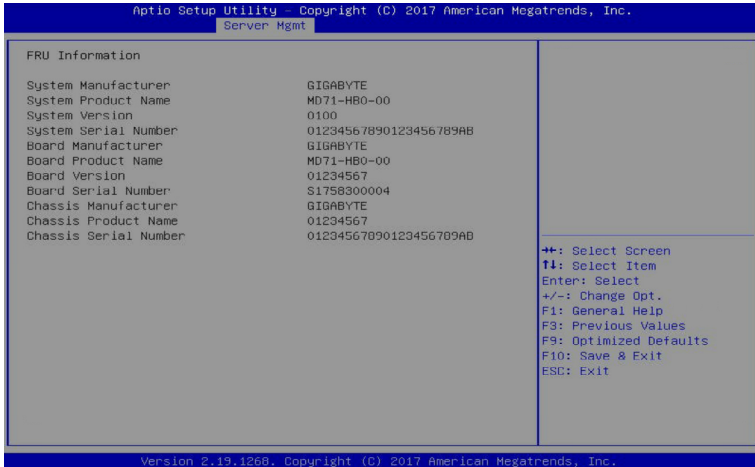 Aptio Setup Utility – Copyright (C) 2017 American Megatrends, Inc.
Server Mgmt
FRU Information
System Manufacturer GIGABYTE
System Product Name MD71-HB0-00
System Version 0100
System Serial Number 01234567890123456789AB
Board Manufacturer GIGABYTE
Board Product Name MD71-HB0-00
Board Version 01234567
Board Serial Number S1758300004
Chassis Manufacturer GIGABYTE
Chassis Product Name 01234567
Chassis Serial Number 01234567890123456789AB
→←: Select Screen
↑↓: Select Item
Enter: Select
+/-: Change Opt.
F1: General Help
F3: Previous Values
F9: Optimized Defaults
F10: Save & Exit
ESC: Exit
Version 2.19.1268. Copyright (C) 2017 American Megatrends, Inc.